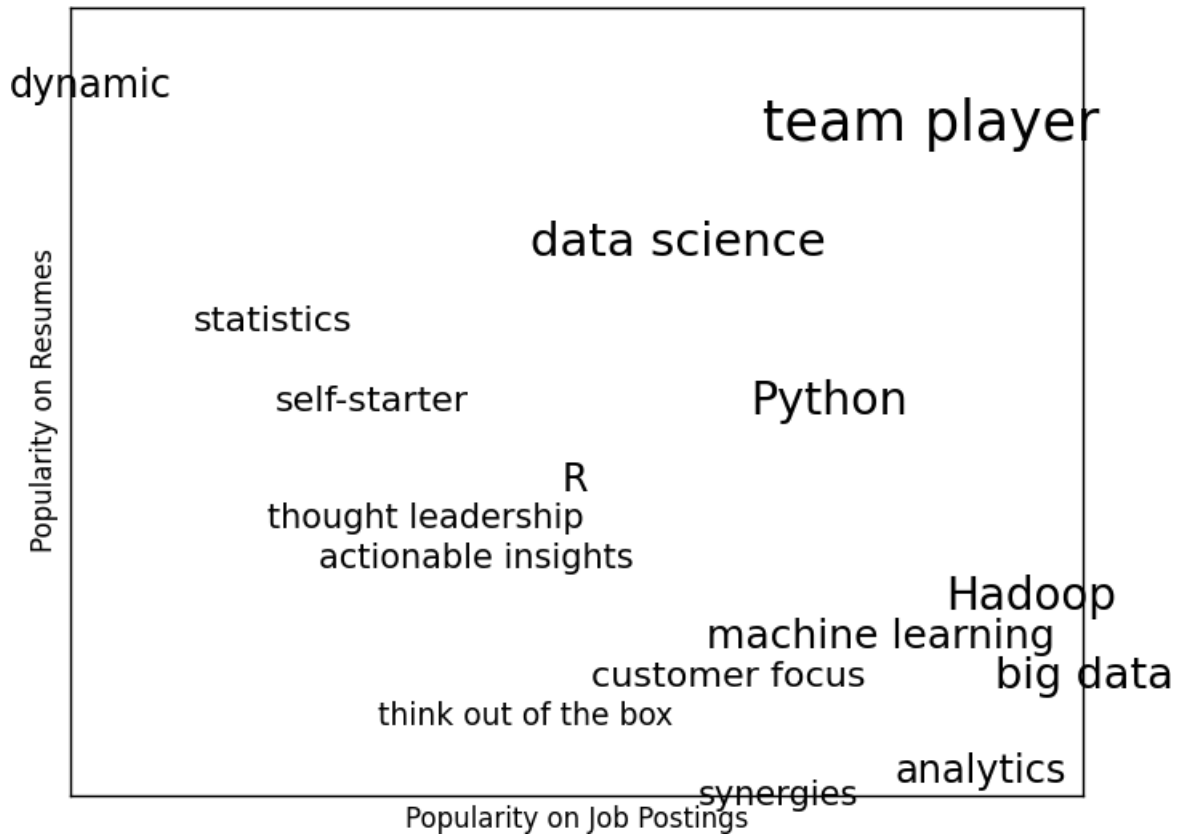 dynamic
team player
data science
statistics
self-starter
Python
R
thought leadership
actionable insights
Hadoop
machine learning
customer focus
big data
think out of the box
analytics
synergies
Popularity on Job Postings
Popularity on Resumes